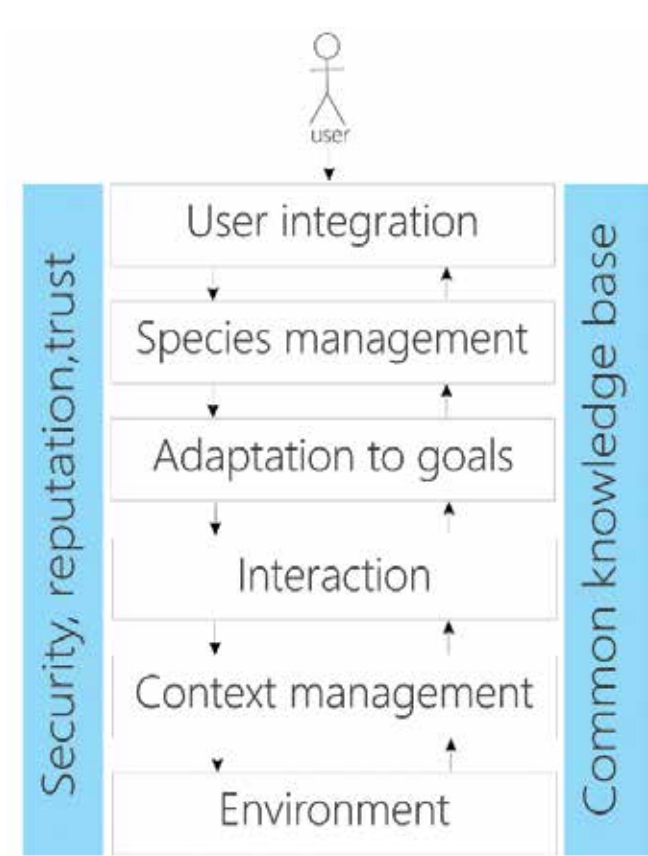 user
User integration
Species management
Adaptation to goals
Interaction
Context management
Environment
Security, reputation,trust
Common knowledge base